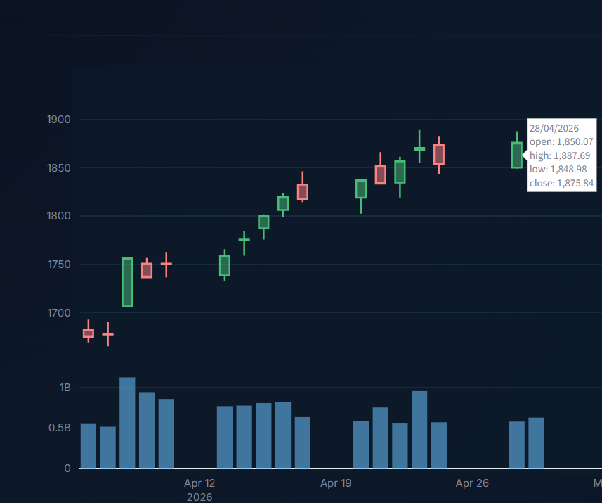 1900
28/04/2026
open: 1,850.07
high: 1,887.69
low: 1,848.98
close: 1,875.84
1850
1800
1750
1700
1B
0.5B
0
Apr 12
Apr 19
Apr 26
M
2026